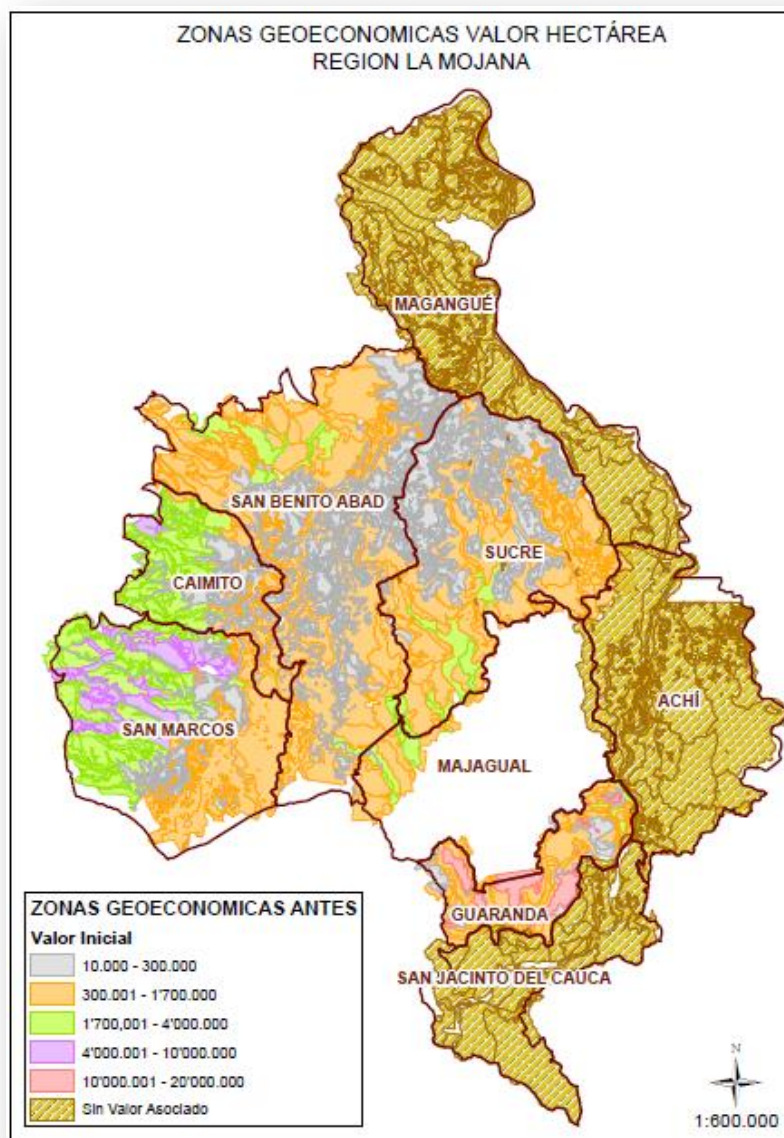 ZONAS GEOECONOMICAS VALOR HECTÁREA
REGION LA MOJANA
MAGANGUÉ
SAN BENITO ABAD
SUCRE
CAIMITO
ACHÍ
SAN MARCOS
MAJAGUAL
GUARANDA
SAN JACINTO DEL CAUCA
ZONAS GEOECONOMICAS ANTES
Valor Inicial
10.000 - 300.000
300.001 - 1'700.000
1'700,001 - 4'000.000
4'000.001 - 10'000.000
10'000.001 - 20'000.000
Sin Valor Asociado
N
1:600.000